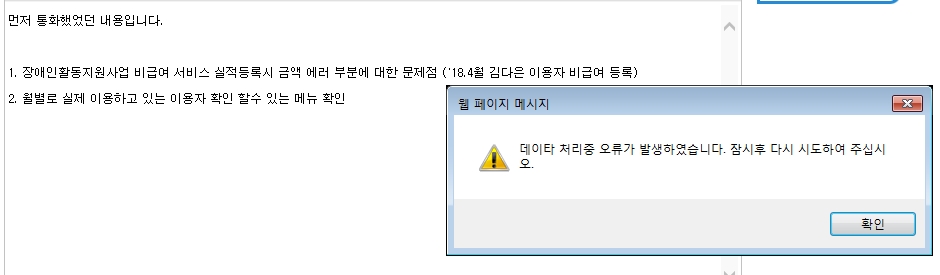 먼저 통화했었던 내용입니다.
1. 장애인활동지원사업 비급여 서비스 실적등록시 금액 에러 부분에 대한 문제점 ('18.4월 김다은 이용자 비급여 등록)
2. 월별로 실제 이용하고 있는 이용자 확인 할수 있는 메뉴 확인
웹 페이지 메시지
데이타 처리중 오류가 발생하였습니다. 잠시후 다시 시도하여 주십시
오.
확인